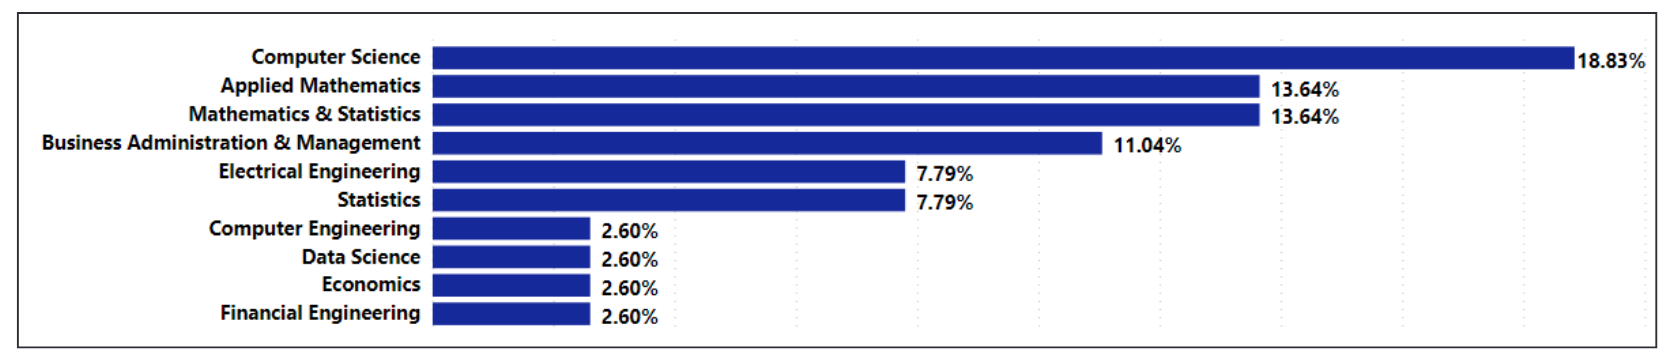 Computer Science 18.83%
Applied Mathematics 13.64%
Mathematics & Statistics 13.64%
Business Administration & Management 11.04%
Electrical Engineering 7.79%
Statistics 7.79%
Computer Engineering 2.60%
Data Science 2.60%
Economics 2.60%
Financial Engineering 2.60%